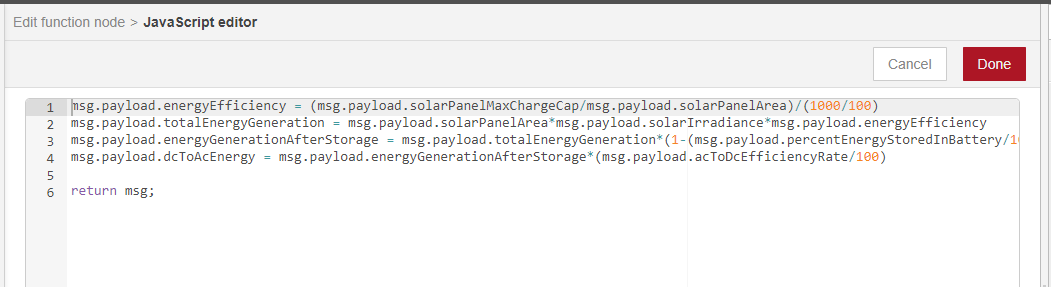 Edit function node > JavaScript editor
Cancel Done
1 msg.payload.energyEfficiency = (msg.payload.solarPanelMaxChargeCap/msg.payload.solarPanelArea)/(1000/100)
2 msg.payload.totalEnergyGeneration = msg.payload.solarPanelArea*msg.payload.solarIrradiance*msg.payload.energyEfficiency
3 msg.payload.energyGenerationAfterStorage = msg.payload.totalEnergyGeneration*(1-(msg.payload.percentEnergyStoredInBattery/1
4 msg.payload.dcToAcEnergy = msg.payload.energyGenerationAfterStorage*(msg.payload.acToDcEfficiencyRate/100)
5
6 return msg;